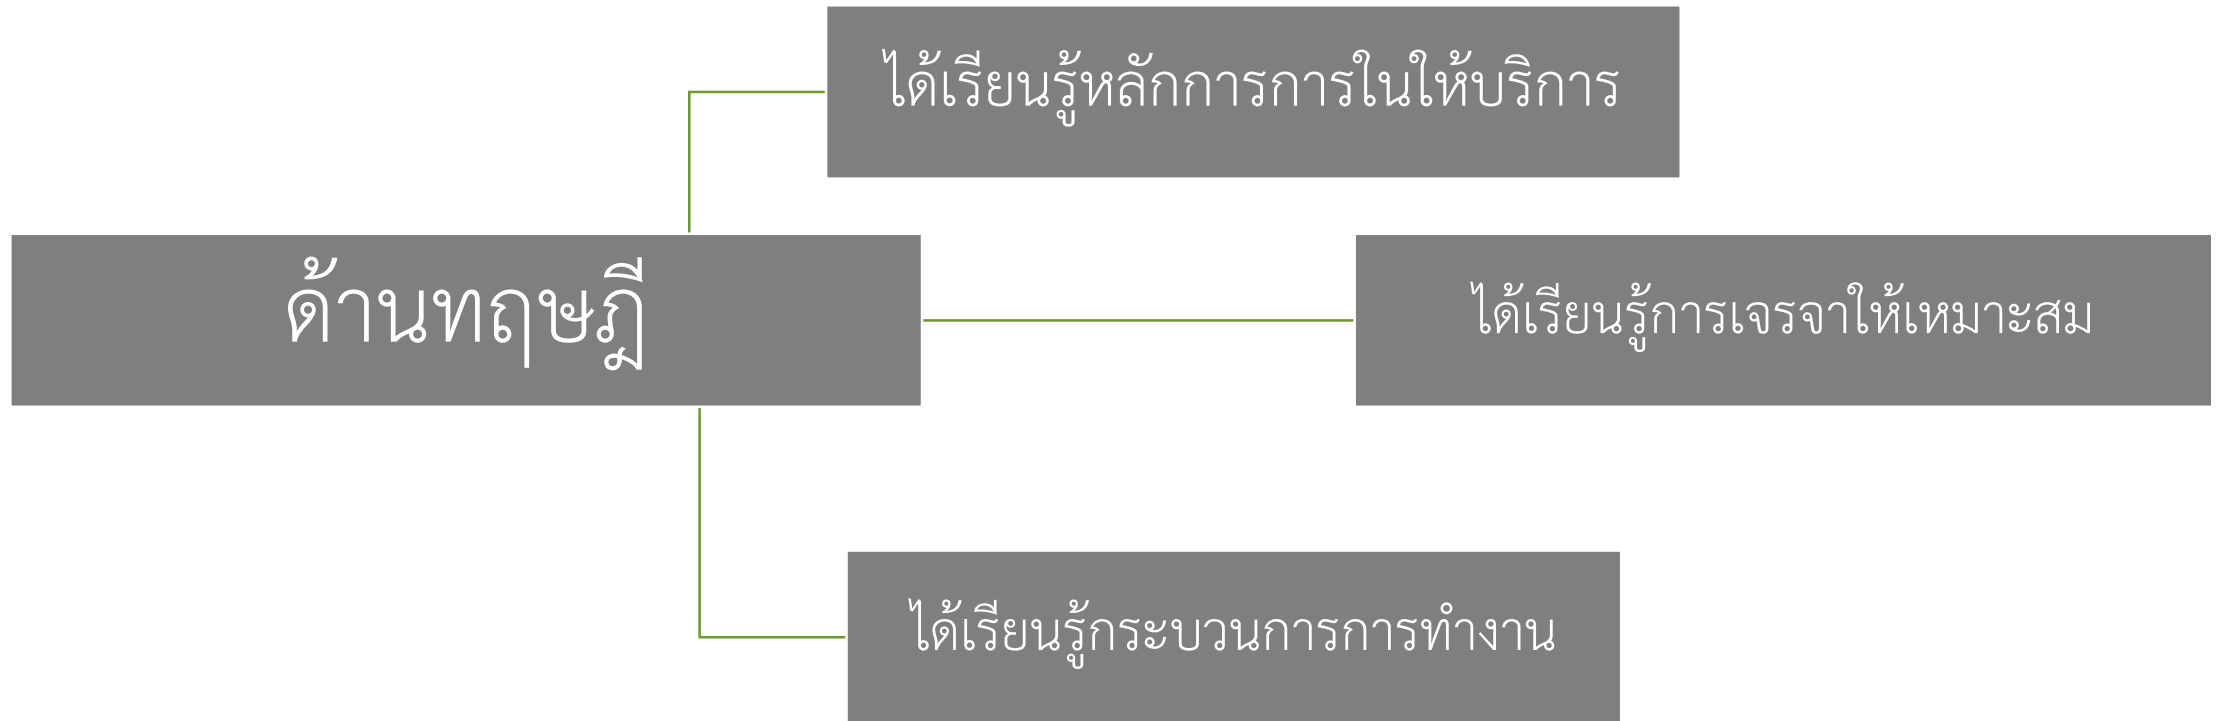 ได้เรียนรู้หลักการการในให้บริการ
ด้านทฤษฎี
ได้เรียนรู้การเจรจาให้เหมาะสม
ได้เรียนรู้กระบวนการการทำงาน